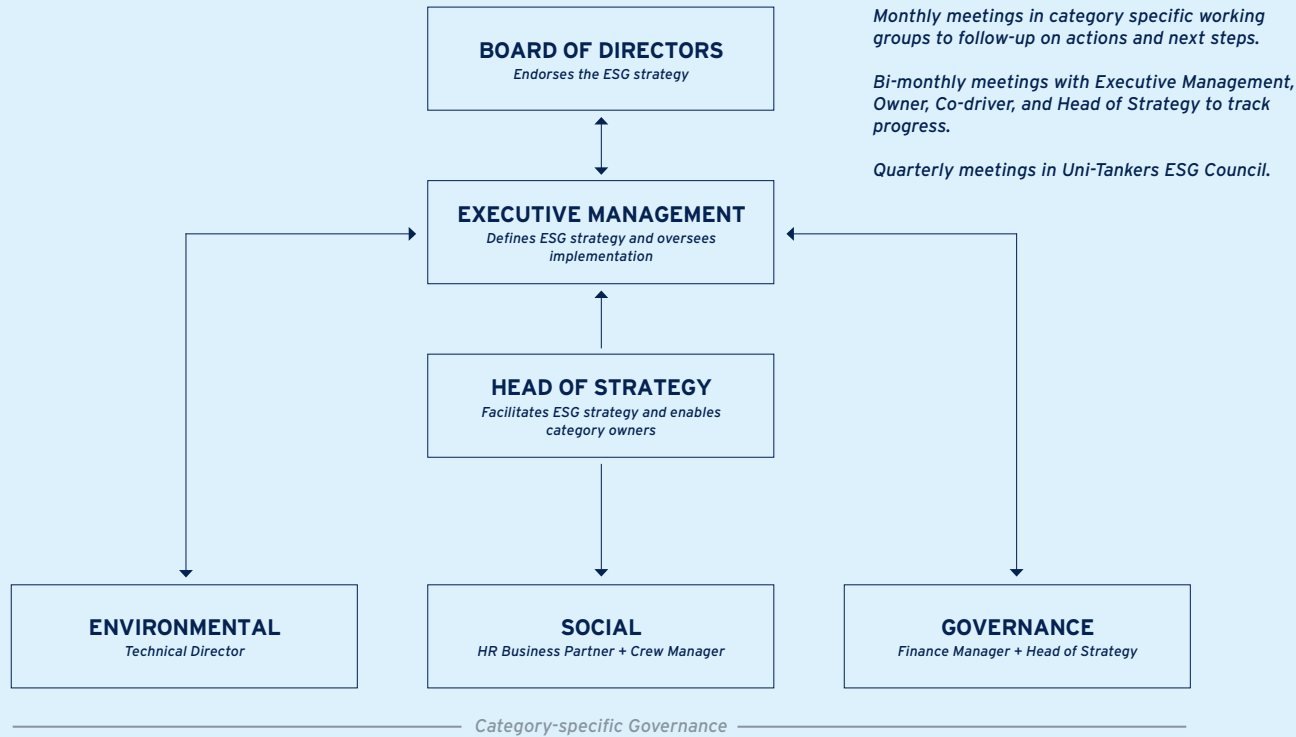 BOARD OF DIRECTORS
Endorses the ESG strategy
Monthly meetings in category specific working
groups to follow-up on actions and next steps.
Bi-monthly meetings with Executive Management,
Owner, Co-driver, and Head of Strategy to track
progress.
Quarterly meetings in Uni-Tankers ESG Council.
EXECUTIVE MANAGEMENT
Defines ESG strategy and oversees
implementation
HEAD OF STRATEGY
Facilitates ESG strategy and enables
category owners
ENVIRONMENTAL
Technical Director
SOCIAL
HR Business Partner + Crew Manager
GOVERNANCE
Finance Manager + Head of Strategy
Category-specific Governance